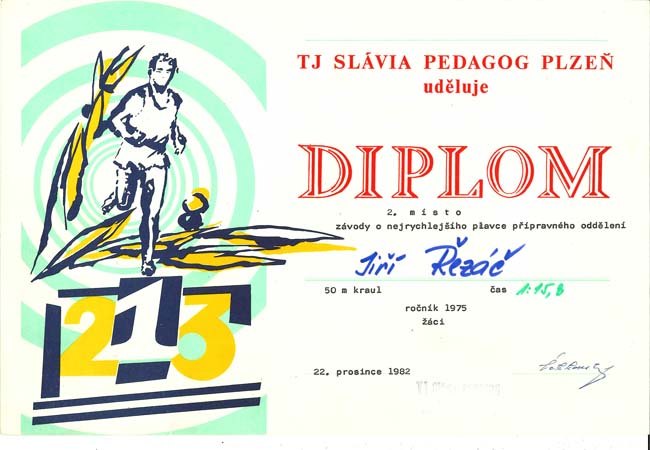 TJ SLÁVIA PEDAGOG PLZEŇ
uděluje
DIPLOM
2. místo
závody o nejrychlejšího plavce přípravného oddělení
Jiří Řezáč
50 m kraul čas 1:15,8
ročník 1975
žáci
22. prosince 1982
2 1 3